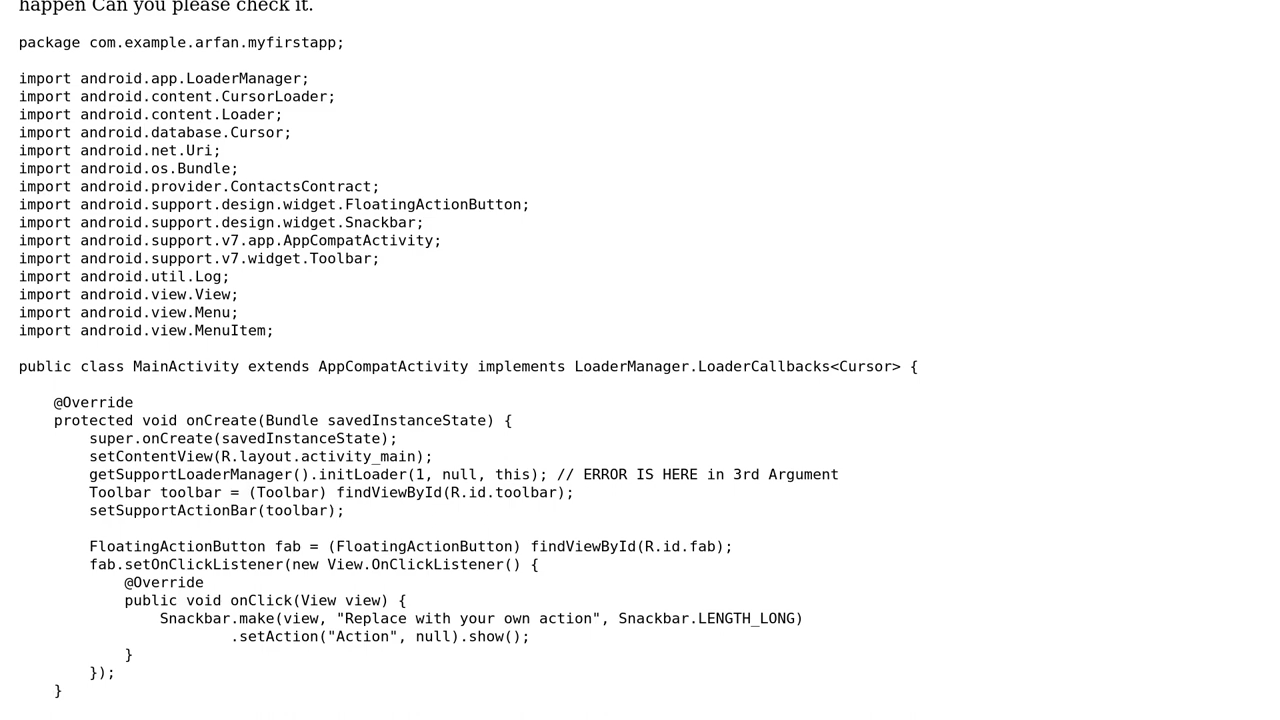 happen Can you please check it.
package com.example.arfan.myfirstapp;
import android.app.LoaderManager;
import android.content.CursorLoader;
import android.content.Loader;
import android.database.Cursor;
import android.net.Uri;
import android.os.Bundle;
import android.provider.ContactsContract;
import android.support.design.widget.FloatingActionButton;
import android.support.design.widget.Snackbar;
import android.support.v7.app.AppCompatActivity;
import android.support.v7.widget.Toolbar;
import android.util.Log;
import android.view.View;
import android.view.Menu;
import android.view.MenuItem;
public class MainActivity extends AppCompatActivity implements LoaderManager.LoaderCallbacks<Cursor> {
    @Override
    protected void onCreate(Bundle savedInstanceState) {
        super.onCreate(savedInstanceState);
        setContentView(R.layout.activity_main);
        getSupportLoaderManager().initLoader(1, null, this); // ERROR IS HERE in 3rd Argument
        Toolbar toolbar = (Toolbar) findViewById(R.id.toolbar);
        setSupportActionBar(toolbar);
        FloatingActionButton fab = (FloatingActionButton) findViewById(R.id.fab);
        fab.setOnClickListener(new View.OnClickListener() {
            @Override
            public void onClick(View view) {
                Snackbar.make(view, "Replace with your own action", Snackbar.LENGTH_LONG)
                        .setAction("Action", null).show();
            }
        });
    }